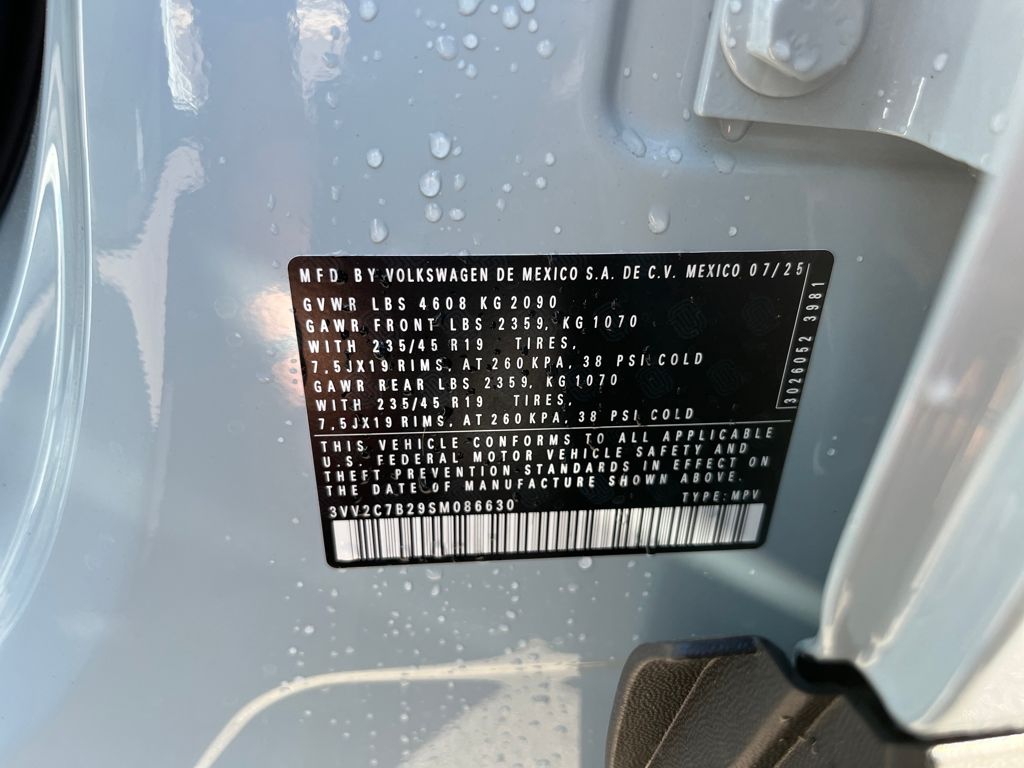 MFD BY VOLKSWAGEN DE MEXICO S.A. DE C.V. MEXICO 07/25
GVWR LBS 4608 KG 2090
GAWR FRONT LBS 2359, KG 1070
WITH 235/45 R19 TIRES,
7,5JX19 RIMS, AT 260 KPA, 38 PSI COLD
GAWR REAR LBS 2359, KG 1070
WITH 235/45 R19 TIRES,
7,5JX19 RIMS, AT 260 KPA, 38 PSI COLD
3026052 3981
THIS VEHICLE CONFORMS TO ALL APPLICABLE
U.S. FEDERAL MOTOR VEHICLE SAFETY AND
THEFT PREVENTION STANDARDS IN EFFECT ON
THE DATE OF MANUFACTURE SHOWN ABOVE.
3VV2C7B29SM086630 TYPE: MPV